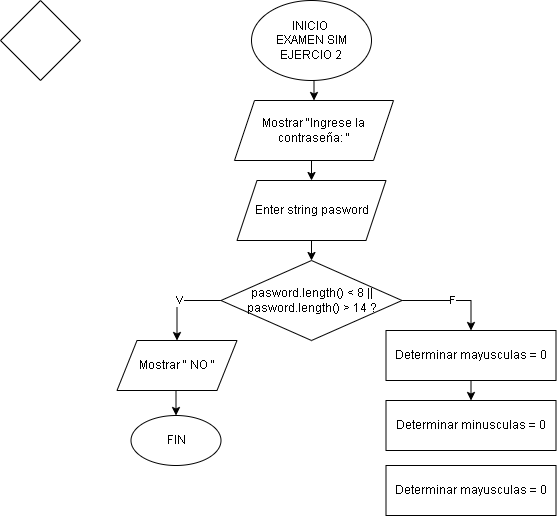 INICIO
EXAMEN SIM
EJERCIO 2
Mostrar "Ingrese la
contraseña: "
Enter string pasword
pasword.length() < 8 ||
pasword.length() > 14 ?
V
F
Mostrar " NO "
Determinar mayusculas = 0
Determinar minusculas = 0
FIN
Determinar mayusculas = 0